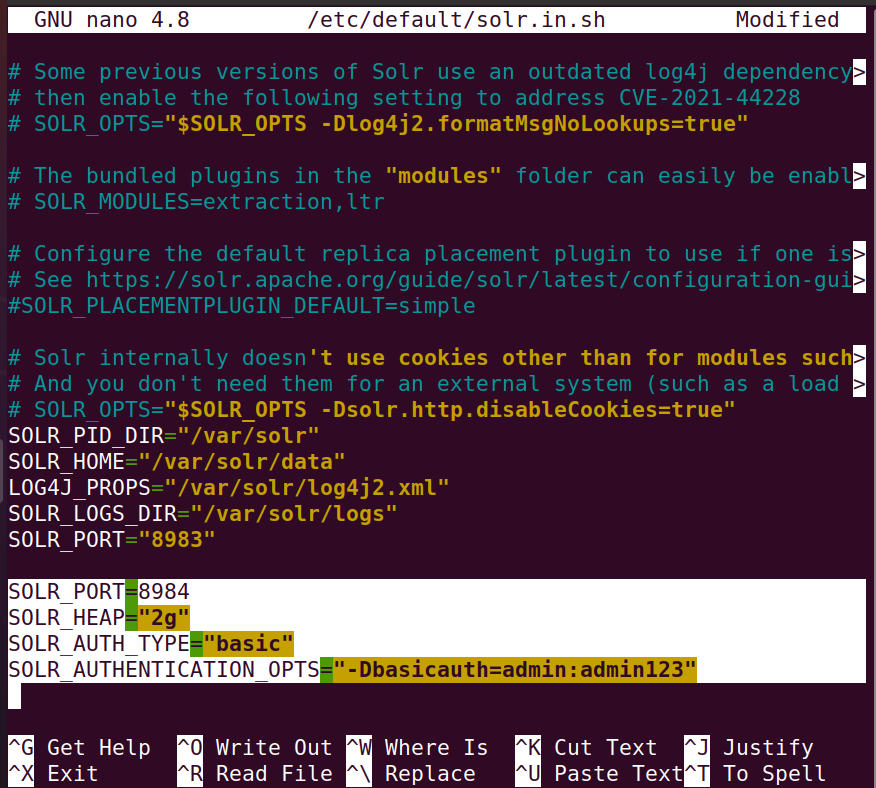 GNU nano 4.8 /etc/default/solr.in.sh Modified
# Some previous versions of Solr use an outdated log4j dependency>
# then enable the following setting to address CVE-2021-44228
# SOLR_OPTS="$SOLR_OPTS -Dlog4j2.formatMsgNoLookups=true"
# The bundled plugins in the "modules" folder can easily be enabl>
# SOLR_MODULES=extraction,ltr
# Configure the default replica placement plugin to use if one is>
# See https://solr.apache.org/guide/solr/latest/configuration-gui>
#SOLR_PLACEMENTPLUGIN_DEFAULT=simple
# Solr internally doesn't use cookies other than for modules such>
# And you don't need them for an external system (such as a load >
# SOLR_OPTS="$SOLR_OPTS -Dsolr.http.disableCookies=true"
SOLR_PID_DIR="/var/solr"
SOLR_HOME="/var/solr/data"
LOG4J_PROPS="/var/solr/log4j2.xml"
SOLR_LOGS_DIR="/var/solr/logs"
SOLR_PORT="8983"
SOLR_PORT=8984
SOLR_HEAP="2g"
SOLR_AUTH_TYPE="basic"
SOLR_AUTHENTICATION_OPTS="-Dbasicauth=admin:admin123"
^G Get Help ^O Write Out ^W Where Is ^K Cut Text ^J Justify
^X Exit ^R Read File ^\ Replace ^U Paste Text ^T To Spell